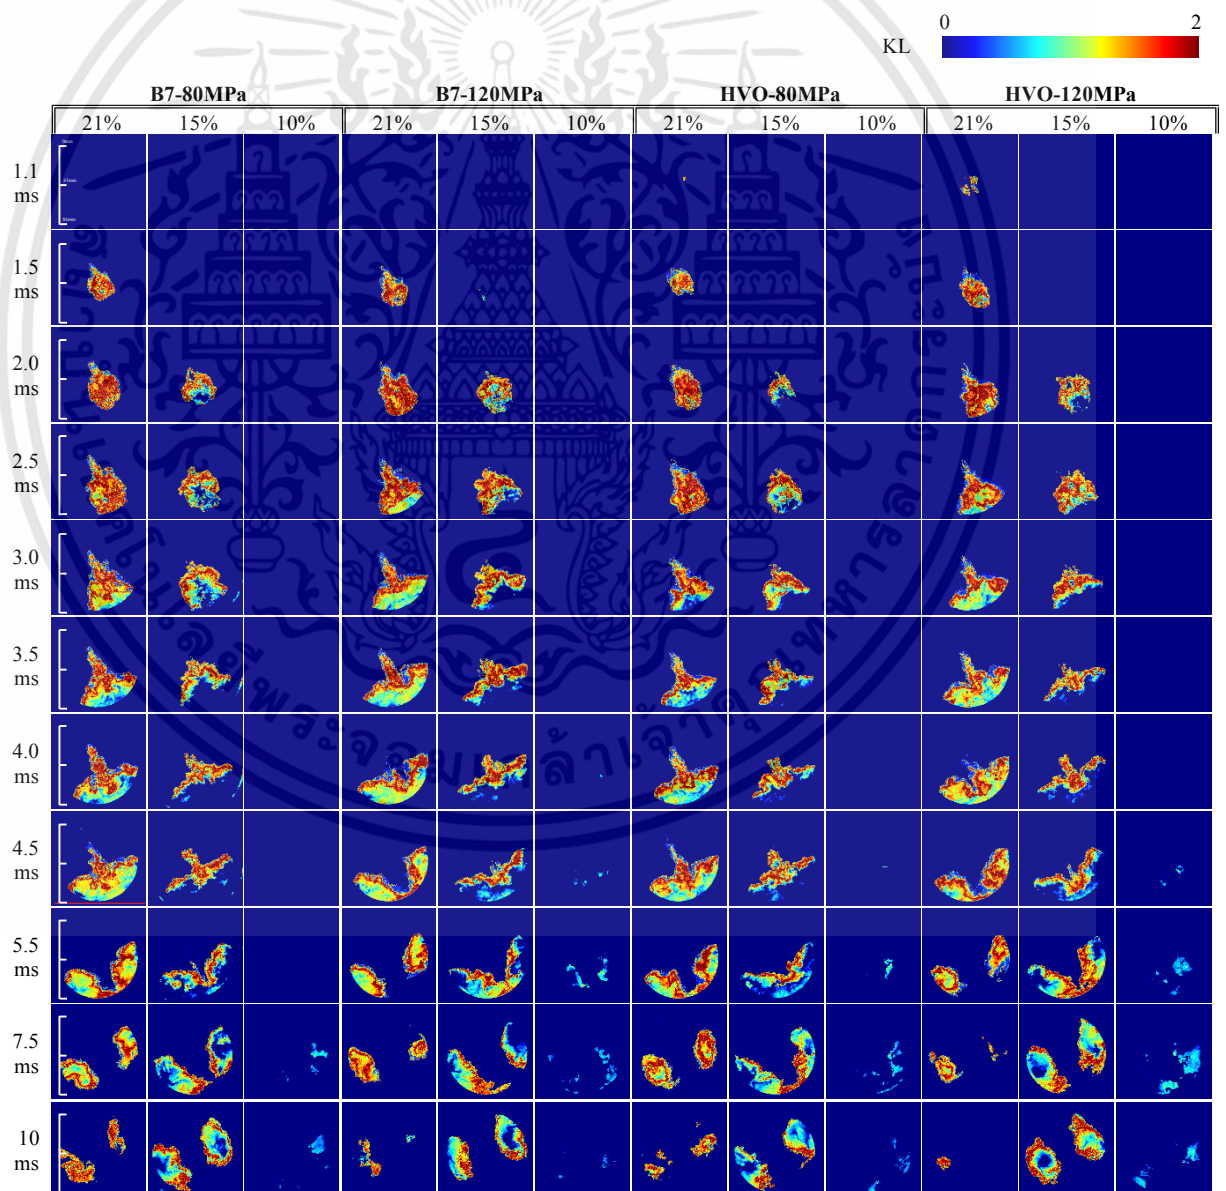 0 2
KL
B7-80MPa B7-120MPa HVO-80MPa HVO-120MPa
21% 15% 10% 21% 15% 10% 21% 15% 10% 21% 15% 10%
1.1
ms
1.5
ms
2.0
ms
2.5
ms
3.0
ms
3.5
ms
4.0
ms
4.5
ms
5.5
ms
7.5
ms
10
ms